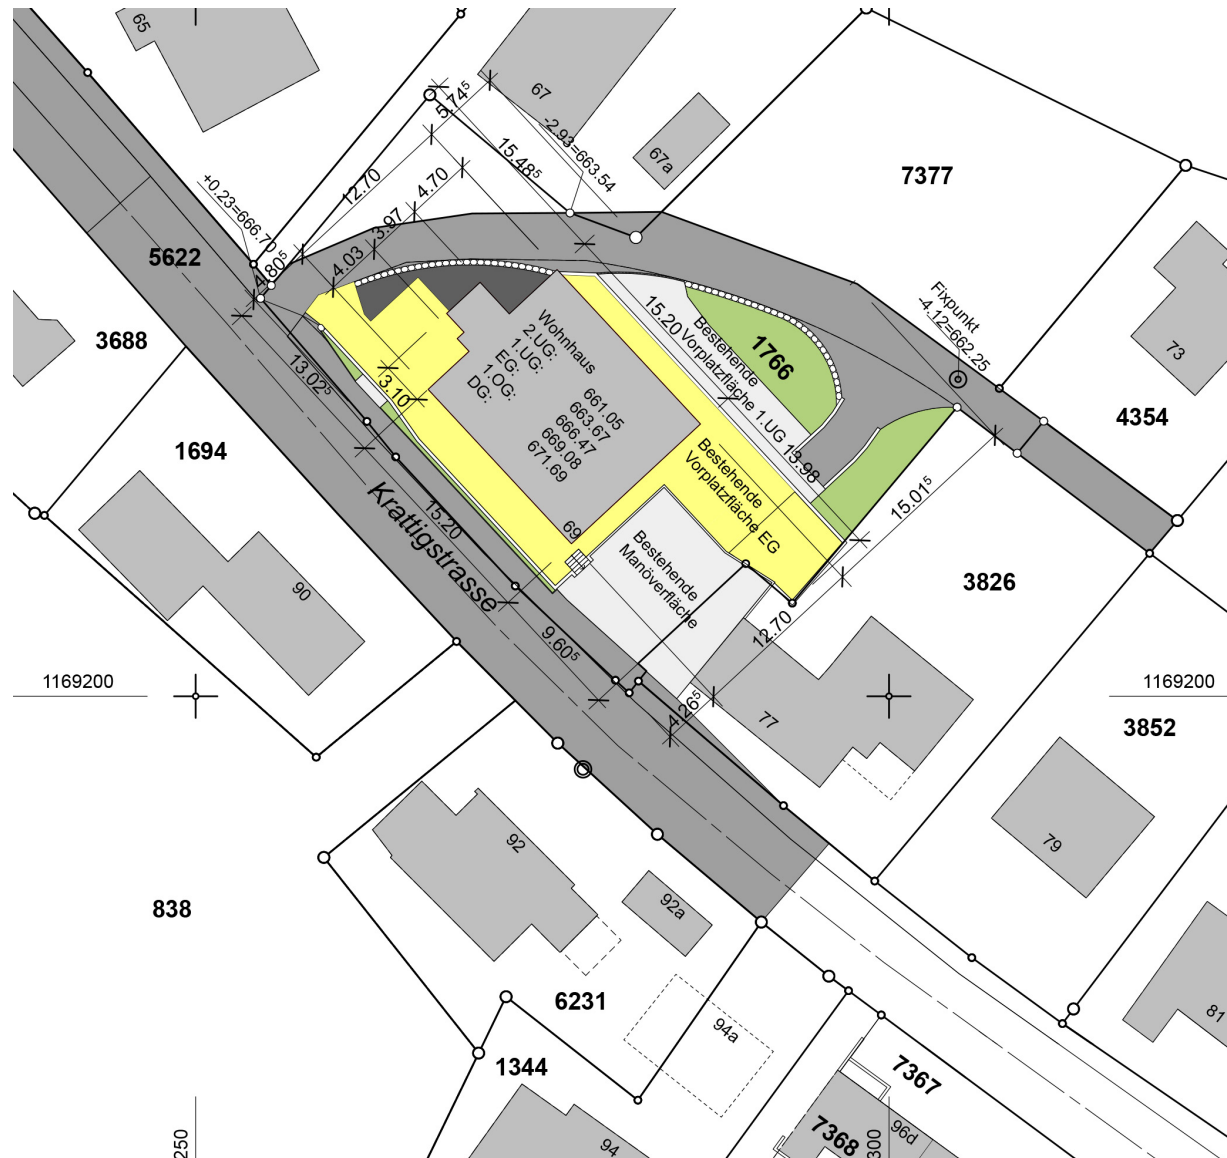 65
67
67a
5.74⁵
-2.93=663.54
15.48⁵
12.70
4.70
3.97
4.03
+0.23=666.70
4.80⁵
7377
5622
3688
1694
4354
73
Fixpunkt
-4.12=662.25
1766
15.20
Bestehende
Vorplatzfläche 1.UG
13.98
Wohnhaus
2.UG: 661.05
1.UG: 663.67
EG: 666.47
1.OG: 669.08
DG: 671.69
69
13.02⁵
3.10
Bestehende
Vorplatzfläche EG
15.01⁵
Bestehende
Manöverfläche
Krattigstrasse
15.20
9.60⁵
12.70
4.26⁵
3826
90
1169200
1169200
77
3852
79
81
92
92a
838
6231
94a
1344
94
7367
7368
96d
250
300